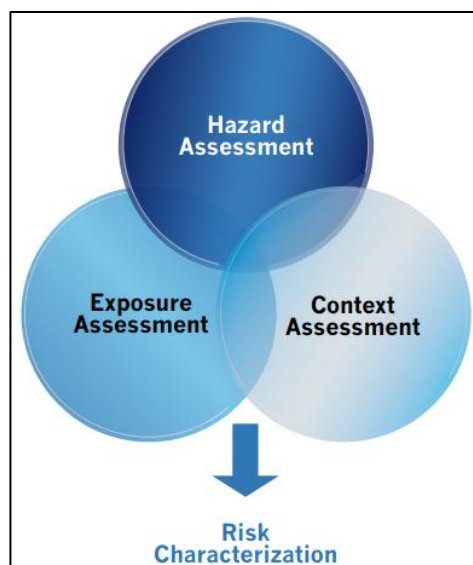 Hazard
Assessment
Exposure
Assessment
Context
Assessment
Risk
Characterization